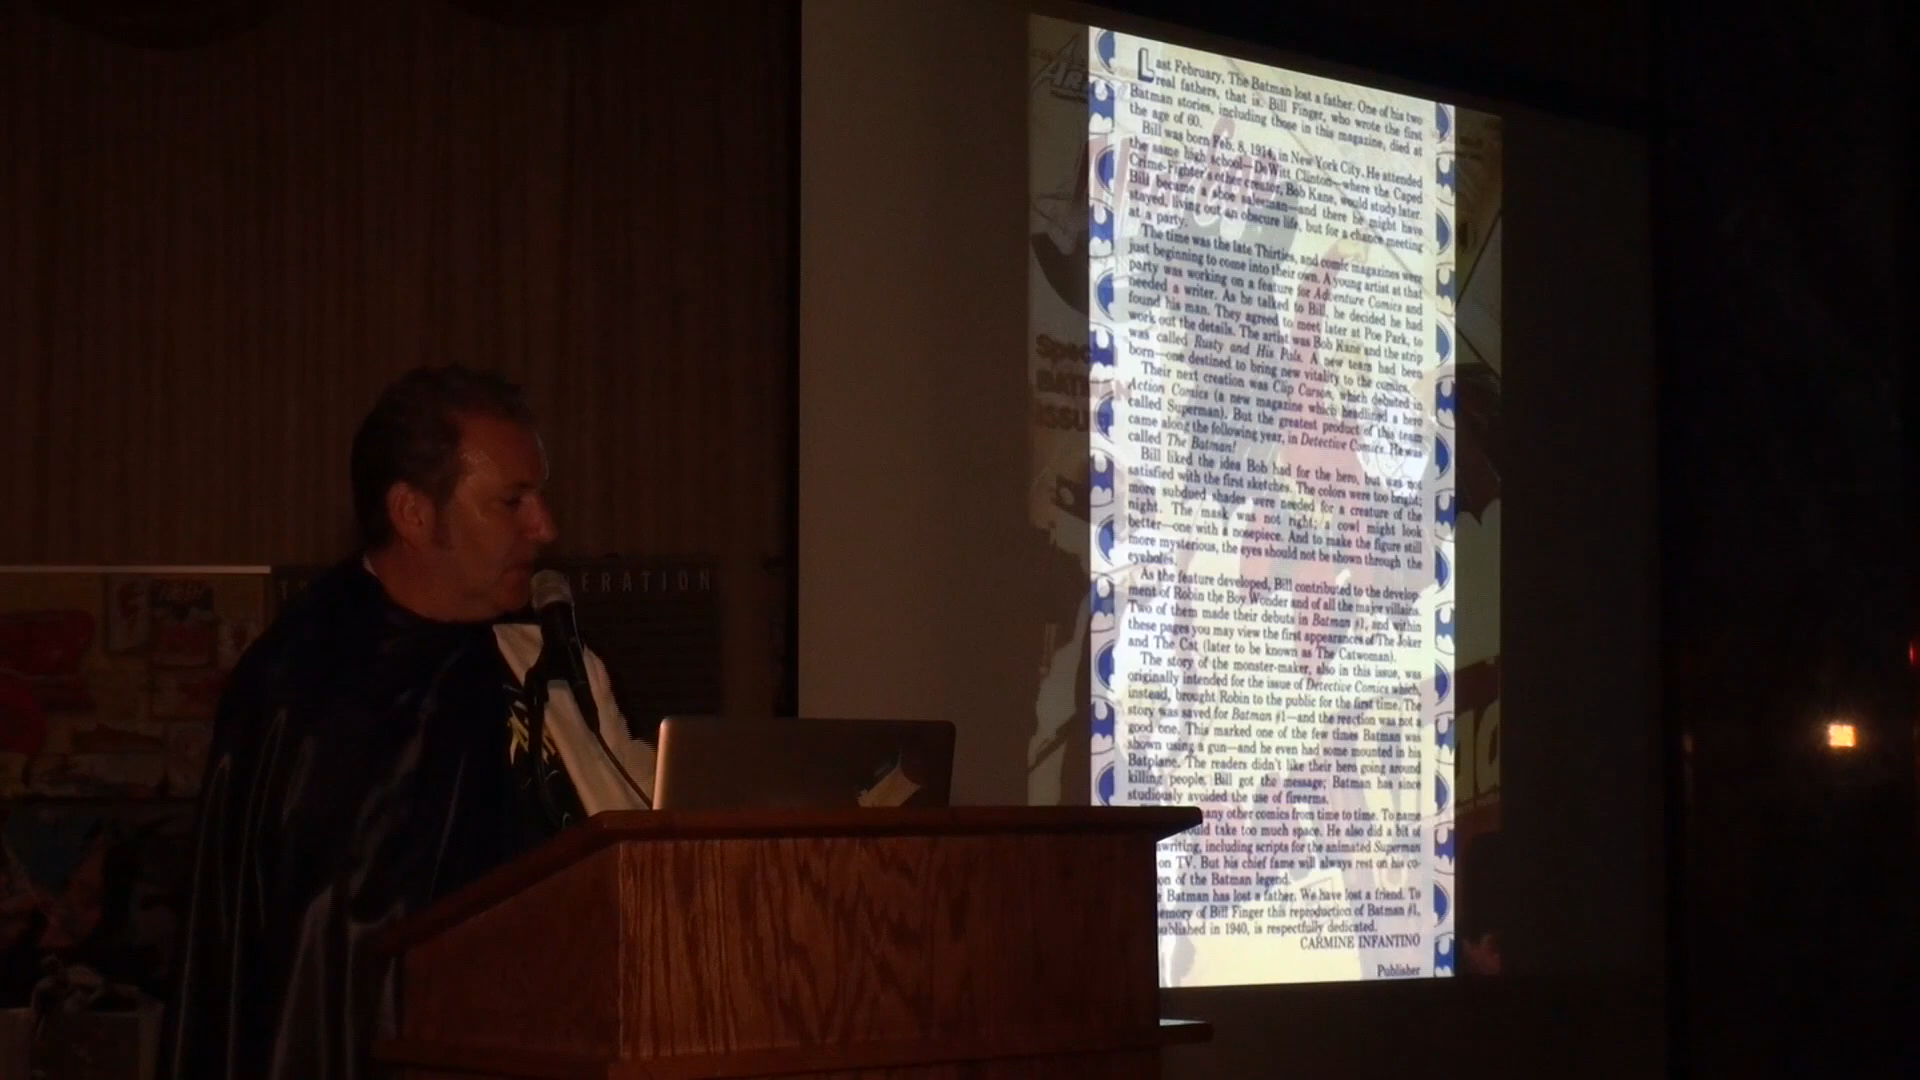 Last February, The Batman lost a father. One of his two
real fathers, that is. Bill Finger, who wrote the first
Batman stories, including those in this magazine, died at
the age of 60.
Bill was born Feb. 8, 1914, in New York City. He attended
the same high school—DeWitt Clinton—where the Caped
Crime-Fighter's other creator, Bob Kane, would study later.
Bill became a shoe salesman—and there he might have
stayed, living out an obscure life, but for a chance meeting
at a party.
The time was the late Thirties, and comic magazines were
just beginning to come into their own. A young artist at that
party was working on a feature for Adventure Comics and
needed a writer. As he talked to Bill, he decided he had
found his man. They agreed to meet later at Poe Park, to
work out the details. The artist was Bob Kane and the strip
was called Rusty and His Pals. A new team had been
born—one destined to bring new vitality to the comics.
Their next creation was Clip Carson, which debuted in
Action Comics (a new magazine which headlined a hero
called Superman). But the greatest product of this team
came along the following year, in Detective Comics. He was
called The Batman!
Bill liked the idea Bob had for the hero, but was not
satisfied with the first sketches. The colors were too bright;
more subdued shades were needed for a creature of the
night. The mask was not right; a cowl might look
better—one with a nosepiece. And to make the figure still
more mysterious, the eyes should not be shown through the
eyeholes.
As the feature developed, Bill contributed to the develop-
ment of Robin the Boy Wonder and of all the major villains.
Two of them made their debuts in Batman #1, and within
these pages you may view the first appearances of The Joker
and The Cat (later to be known as The Catwoman).
The story of the monster-maker, also in this issue, was
originally intended for the issue of Detective Comics which,
instead, brought Robin to the public for the first time. The
story was saved for Batman #1—and the reaction was not a
good one. This marked one of the few times Batman was
shown using a gun—and he even had some mounted in his
Batplane. The readers didn't like their hero going around
killing people. Bill got the message; Batman has since
studiously avoided the use of firearms.
any other comics from time to time. To name
ould take too much space. He also did a bit of
writing, including scripts for the animated Superman
on TV. But his chief fame will always rest on his co-
on of the Batman legend.
Batman has lost a father. We have lost a friend. To
emory of Bill Finger this reproduction of Batman #1,
ublished in 1940, is respectfully dedicated.
CARMINE INFANTINO
Publisher
ERATION